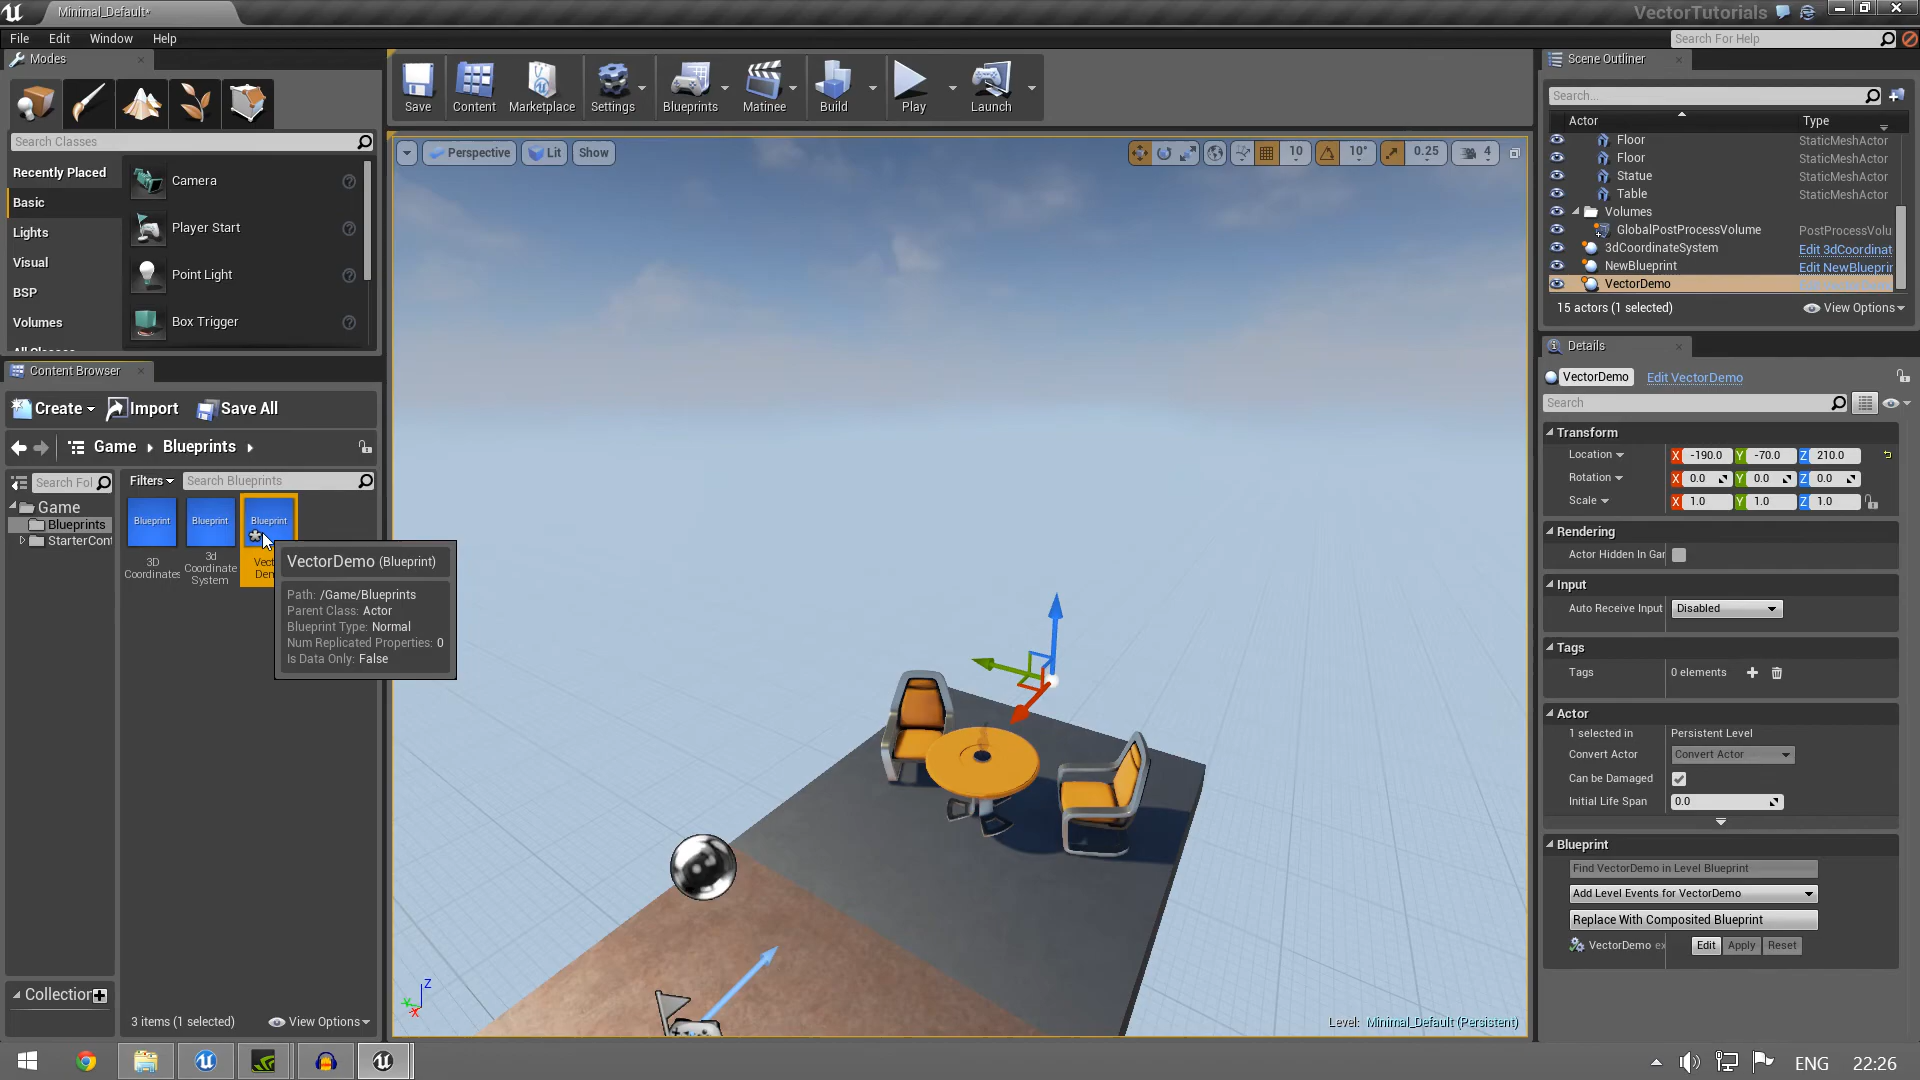 Minimal_Default*
VectorTutorials
File Edit Window Help
Search For Help
Modes
Search Classes
Recently Placed
Basic
Lights
Visual
BSP
Volumes
Camera
Player Start
Point Light
Box Trigger
Save
Content
Marketplace
Settings
Blueprints
Matinee
Build
Play
Launch
Perspective
Lit
Show
10
10°
0.25
4
Scene Outliner
Search...
Actor Type
Floor StaticMeshActor
Floor StaticMeshActor
Statue StaticMeshActor
Table StaticMeshActor
Volumes
GlobalPostProcessVolume PostProcessVolu
3dCoordinateSystem Edit 3dCoordinat
NewBlueprint Edit NewBlueprin
VectorDemo
15 actors (1 selected)
View Options
Content Browser
Create Import Save All
Game Blueprints
Search Fol
Filters
Search Blueprints
Game
Blueprints
StarterCont
Blueprint
3D
Coordinates
Blueprint
3d
Coordinate
System
Blueprint
Vect
Den
VectorDemo (Blueprint)
Path: /Game/Blueprints
Parent Class: Actor
Blueprint Type: Normal
Num Replicated Properties: 0
Is Data Only: False
Collection
3 items (1 selected)
View Options
Z
Y
X
Level: Minimal_Default (Persistent)
Details
VectorDemo Edit VectorDemo
Search
Transform
Location X -190.0 Y -70.0 Z 210.0
Rotation X 0.0 Y 0.0 Z 0.0
Scale X 1.0 Y 1.0 Z 1.0
Rendering
Actor Hidden In Gar
Input
Auto Receive Input Disabled
Tags
Tags 0 elements
Actor
1 selected in Persistent Level
Convert Actor Convert Actor
Can be Damaged
Initial Life Span 0.0
Blueprint
Find VectorDemo in Level Blueprint
Add Level Events for VectorDemo
Replace With Composited Blueprint
VectorDemo ex Edit Apply Reset
ENG 22:26